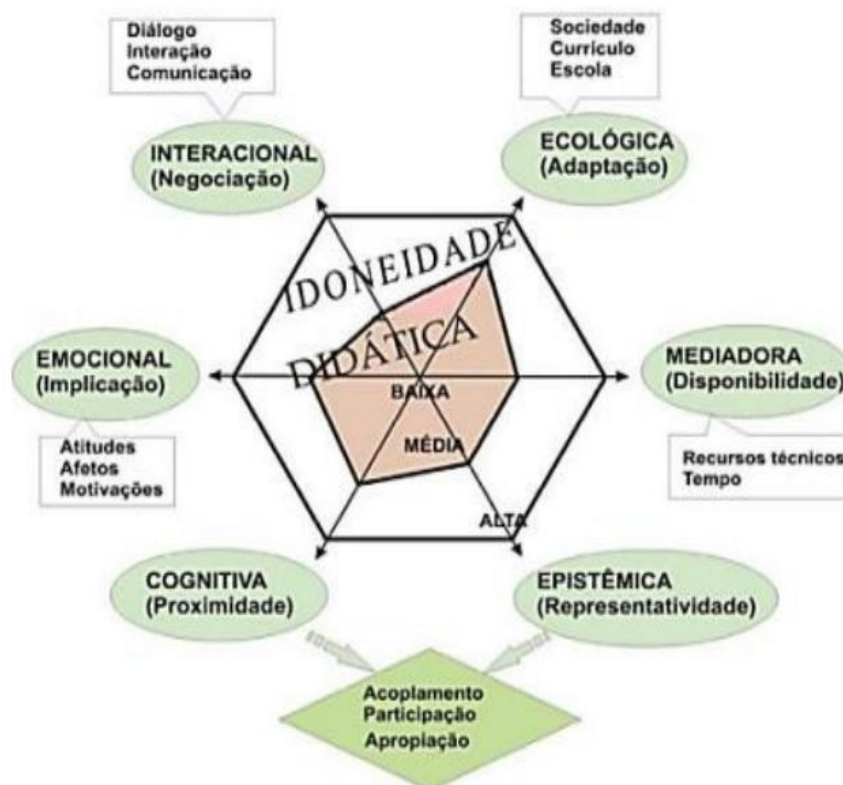 Diálogo
Interação
Comunicação
Sociedade
Currículo
Escola
INTERACIONAL
(Negociação)
ECOLÓGICA
(Adaptação)
IDONEIDADE
DIDÁTICA
EMOCIONAL
(Implicação)
BAIXA
MEDIADORA
(Disponibilidade)
Atitudes
Afetos
Motivações
MÉDIA
Recursos técnicos
Tempo
ALTA
COGNITIVA
(Proximidade)
EPISTÊMICA
(Representatividade)
Acoplamento
Participação
Apropiação